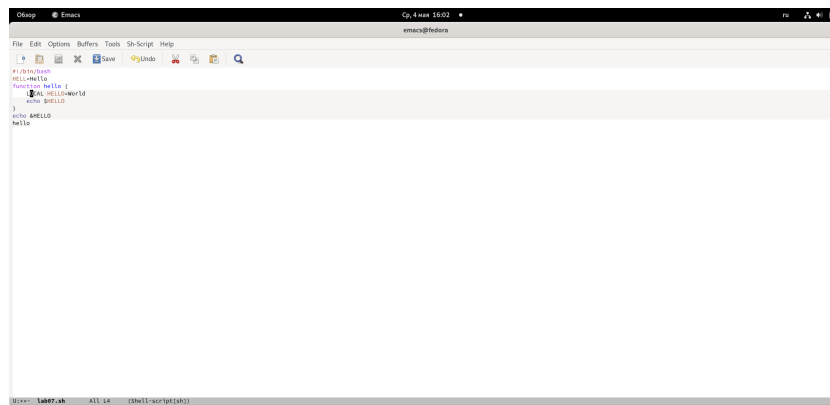 Обзор Emacs Ср, 4 мая 16:02 ru
emacs@fedora
File Edit Options Buffers Tools Sh-Script Help
Save Undo
#!/bin/bash
HELL=Hello
function hello {
LOCAL HELLO=World
echo $HELLO
}
echo &HELLO
hello
U:**- lab07.sh All L4 (Shell-script[sh])